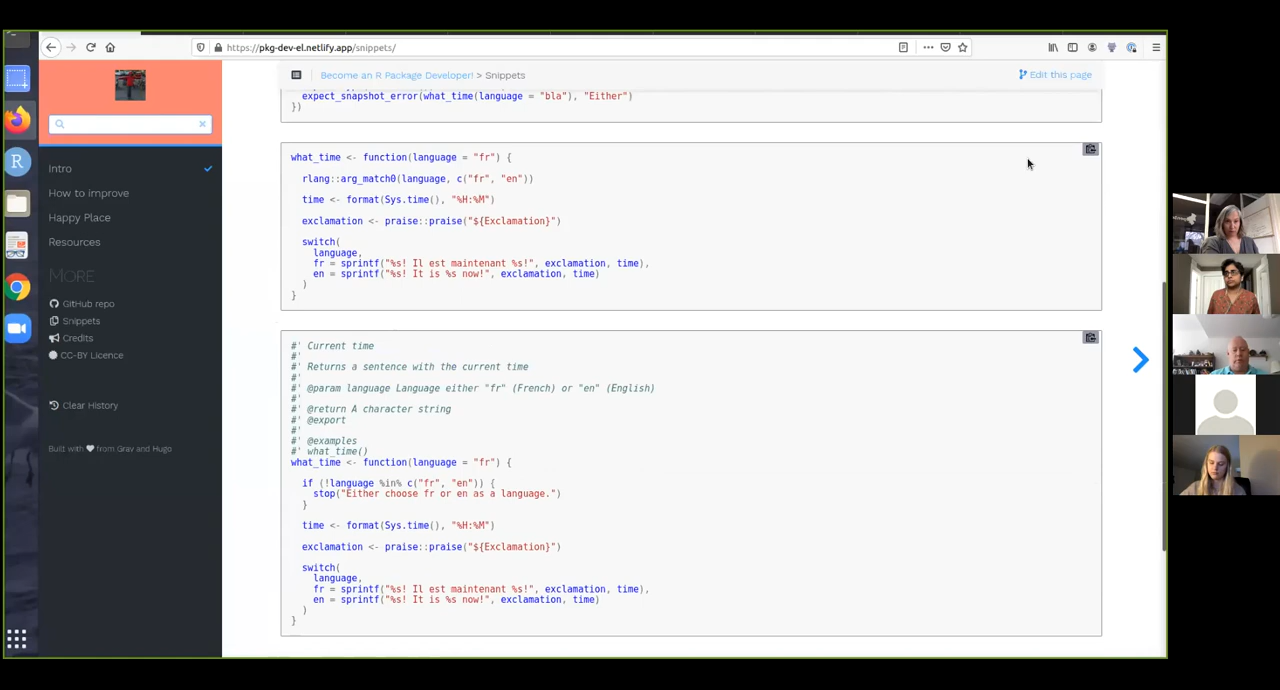 https://pkg-dev-el.netlify.app/snippets/
Become an R Package Developer! > Snippets
Edit this page
Intro
How to improve
Happy Place
Resources
MORE
GitHub repo
Snippets
Credits
CC-BY Licence
Clear History
Built with from Grav and Hugo
expect_snapshot_error(what_time(language = "bla"), "Either")
})
what_time <- function(language = "fr") {
rlang::arg_match0(language, c("fr", "en"))
time <- format(Sys.time(), "%H:%M")
exclamation <- praise::praise("${Exclamation}")
switch(
language,
fr = sprintf("%s! Il est maintenant %s!", exclamation, time),
en = sprintf("%s! It is %s now!", exclamation, time)
)
}
#' Current time
#'
#' Returns a sentence with the current time
#'
#' @param language Language either "fr" (French) or "en" (English)
#'
#' @return A character string
#' @export
#'
#' @examples
#' what_time()
what_time <- function(language = "fr") {
if (!language %in% c("fr", "en")) {
stop("Either choose fr or en as a language.")
}
time <- format(Sys.time(), "%H:%M")
exclamation <- praise::praise("${Exclamation}")
switch(
language,
fr = sprintf("%s! Il est maintenant %s!", exclamation, time),
en = sprintf("%s! It is %s now!", exclamation, time)
)
}